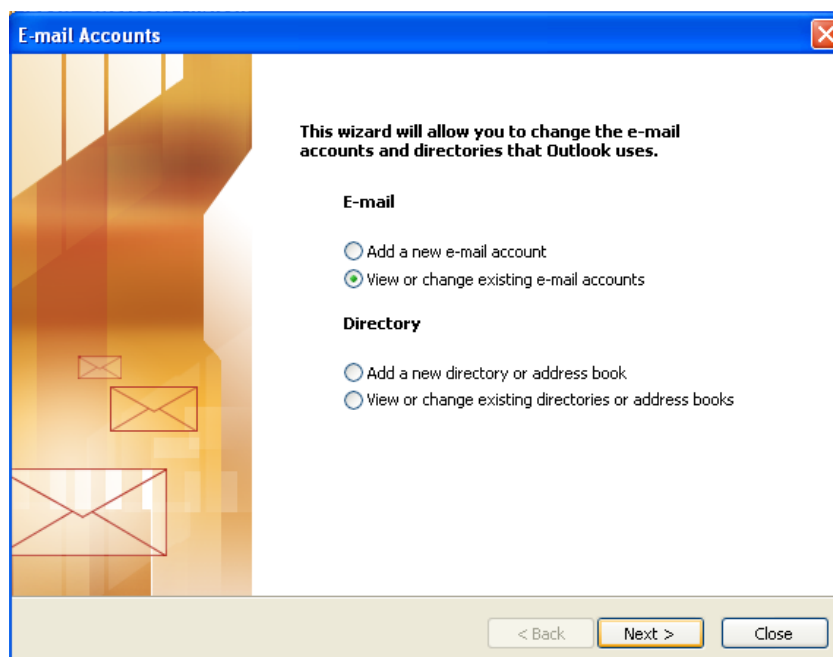 E-mail Accounts
This wizard will allow you to change the e-mail
accounts and directories that Outlook uses.
E-mail
Add a new e-mail account
View or change existing e-mail accounts
Directory
Add a new directory or address book
View or change existing directories or address books
< Back Next > Close